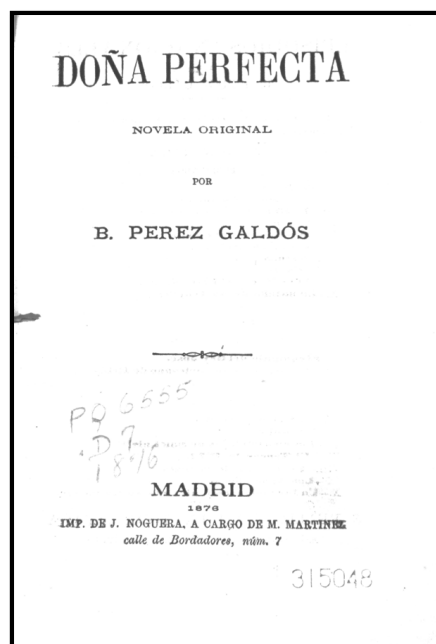 DOÑA PERFECTA
NOVELA ORIGINAL
POR
B. PEREZ GALDÓS
PQ 6555
D7
1876
MADRID
1876
IMP. DE J. NOGUERA, A CARGO DE M. MARTINEZ
calle de Bordadores, núm. 7
315048